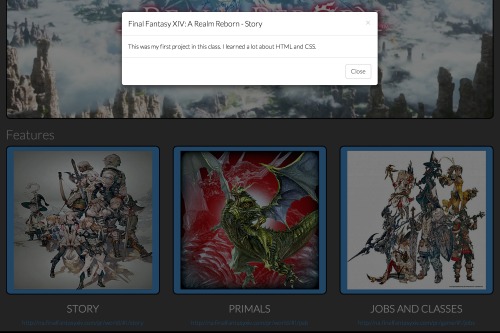 Final Fantasy XIV: A Realm Reborn - Story
×
This was my first project in this class. I learned a lot about HTML and CSS.
Close
Features
STORY
PRIMALS
JOBS AND CLASSES